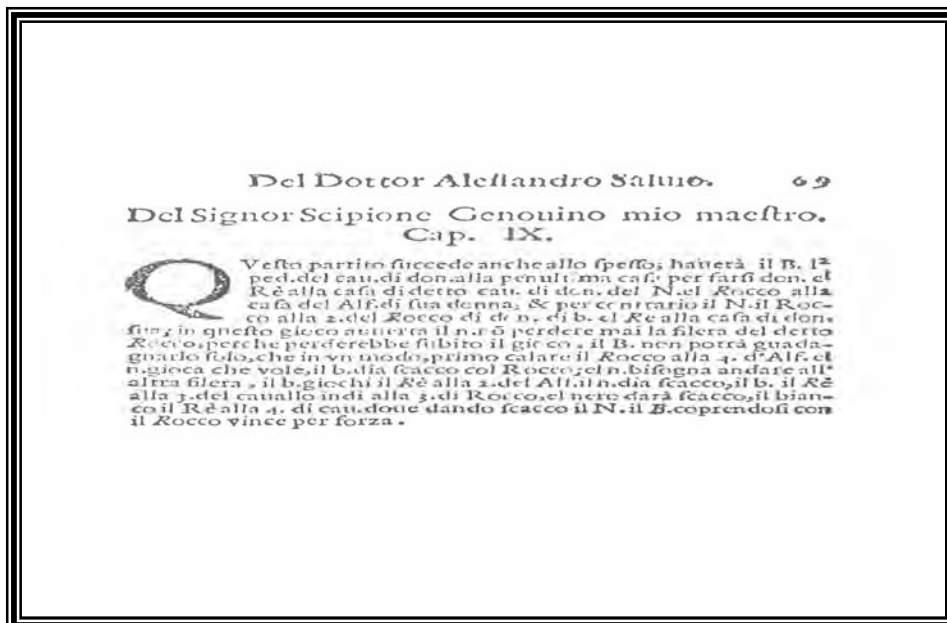 Del Dottor Alessandro Saluio. 69
Del Signor Scipione Genouino mio maestro.
Cap. IX.
QVesto partito succede anche allo spesso; hauerà il B. l²
ped.del cau.di don.alla penultima casa per farsi don. el
Rè alla casa di detto cau. di don. del N.el Rocco alla
casa del Alf.di sua donna; & per contrario il N.il Roc-
co alla 2.del Rocco di don. di b. el Re alla casa di don.
sua; in questo gioco auuerta il n.nō perdere mai la filera del detto
Rocco,perche perderebbe subito il gioco, il B. non potrà guada-
gnarlo solo,che in vn modo,primo calare il Rocco alla 4. d'Alf.el
n.gioca che vole,il b.dia scacco col Rocco;el n.bisogna andare all'
altra filera, il b.giochi il Rè alla 2.del Alf.il n.dia scacco,il b. il Rè
alla 3.del cauallo indi alla 3.di Rocco,el nero darà scacco,il bian-
co il Rè alla 4. di cau.doue dando scacco il N.il B.coprendosi con
il Rocco vince per forza.